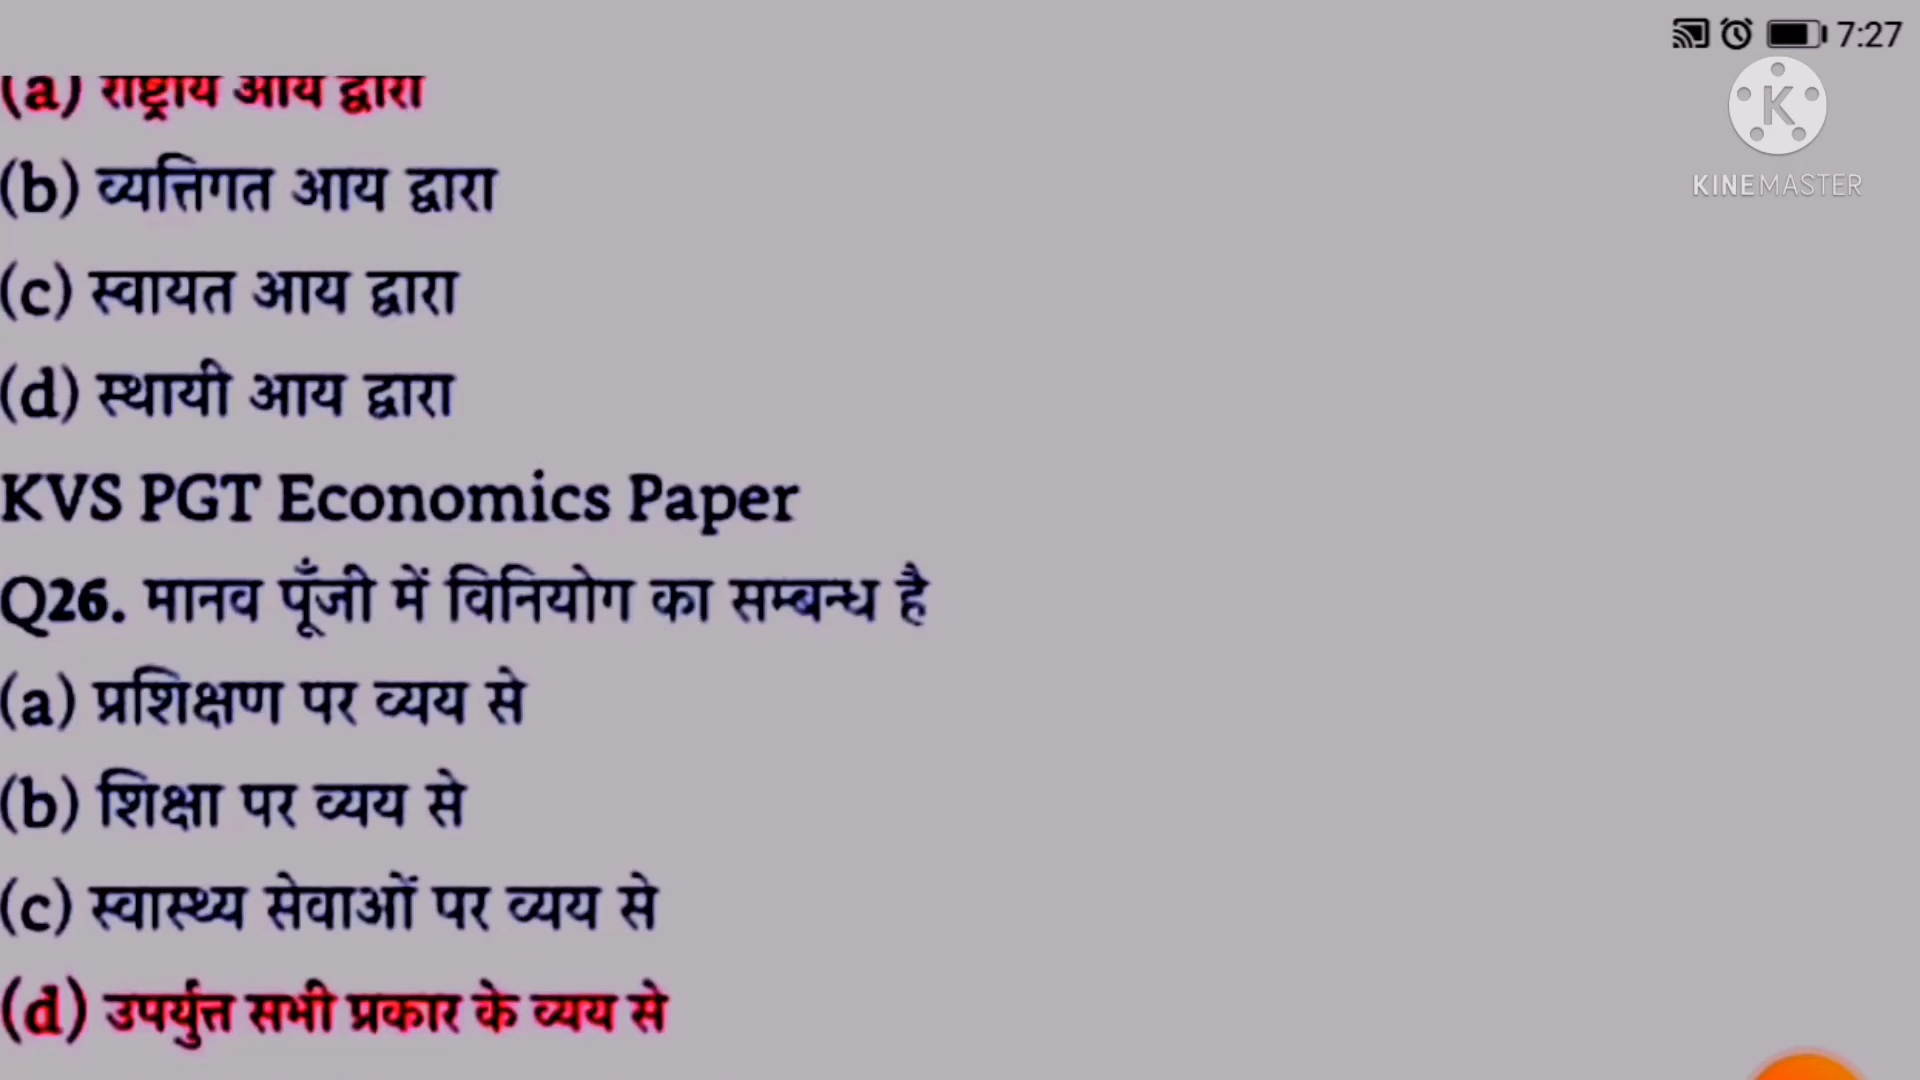 7:27
(a) राष्ट्रीय आय द्वारा
KINEMASTER
(b) व्यत्तिगत आय द्वारा
(c) स्वायत आय द्वारा
(d) स्थायी आय द्वारा
KVS PGT Economics Paper
Q26. मानव पूँजी में विनियोग का सम्बन्ध है
(a) प्रशिक्षण पर व्यय से
(b) शिक्षा पर व्यय से
(c) स्वास्थ्य सेवाओं पर व्यय से
(d) उपर्युत्त सभी प्रकार के व्यय से